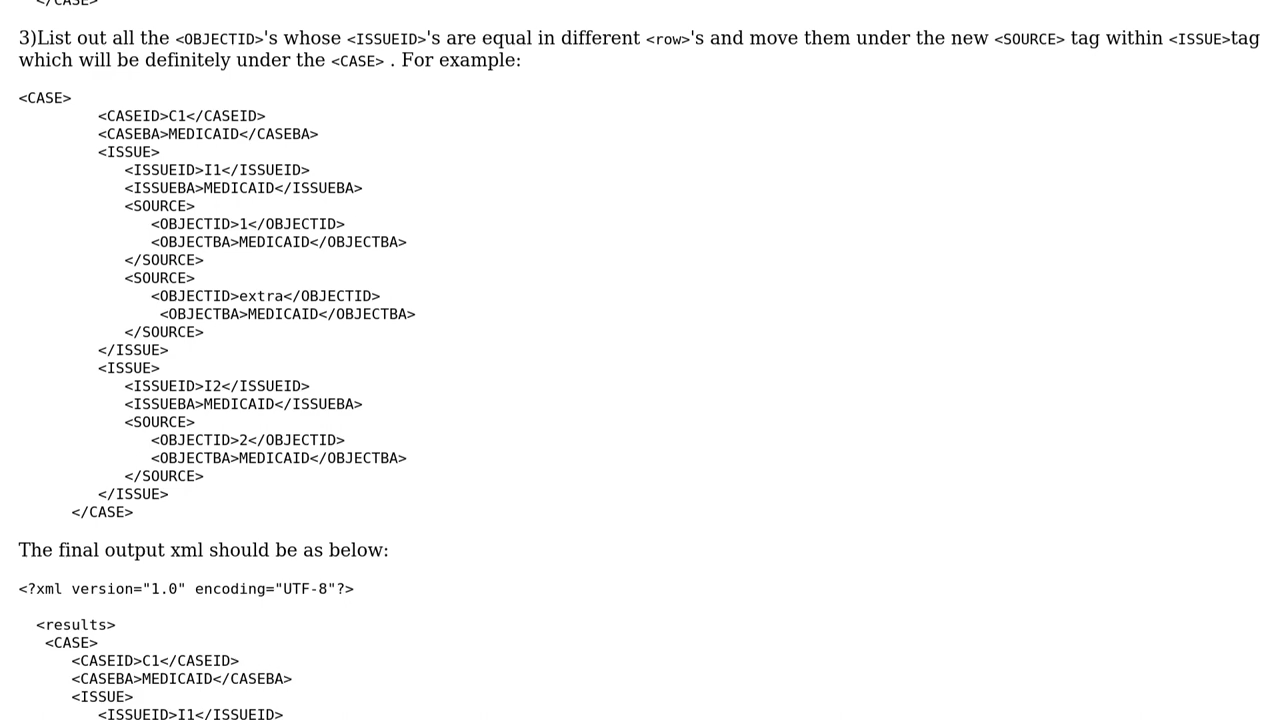 </CASE>
3)List out all the <OBJECTID>'s whose <ISSUEID>'s are equal in different <row>'s and move them under the new <SOURCE> tag within <ISSUE>tag
which will be definitely under the <CASE> . For example:
<CASE>
         <CASEID>C1</CASEID>
         <CASEBA>MEDICAID</CASEBA>
         <ISSUE>
            <ISSUEID>I1</ISSUEID>
            <ISSUEBA>MEDICAID</ISSUEBA>
            <SOURCE>
               <OBJECTID>1</OBJECTID>
               <OBJECTBA>MEDICAID</OBJECTBA>
            </SOURCE>
            <SOURCE>
               <OBJECTID>extra</OBJECTID>
                <OBJECTBA>MEDICAID</OBJECTBA>
            </SOURCE>
         </ISSUE>
         <ISSUE>
            <ISSUEID>I2</ISSUEID>
            <ISSUEBA>MEDICAID</ISSUEBA>
            <SOURCE>
               <OBJECTID>2</OBJECTID>
               <OBJECTBA>MEDICAID</OBJECTBA>
            </SOURCE>
         </ISSUE>
      </CASE>
The final output xml should be as below:
<?xml version="1.0" encoding="UTF-8"?>
  <results>
   <CASE>
      <CASEID>C1</CASEID>
      <CASEBA>MEDICAID</CASEBA>
      <ISSUE>
         <ISSUEID>I1</ISSUEID>